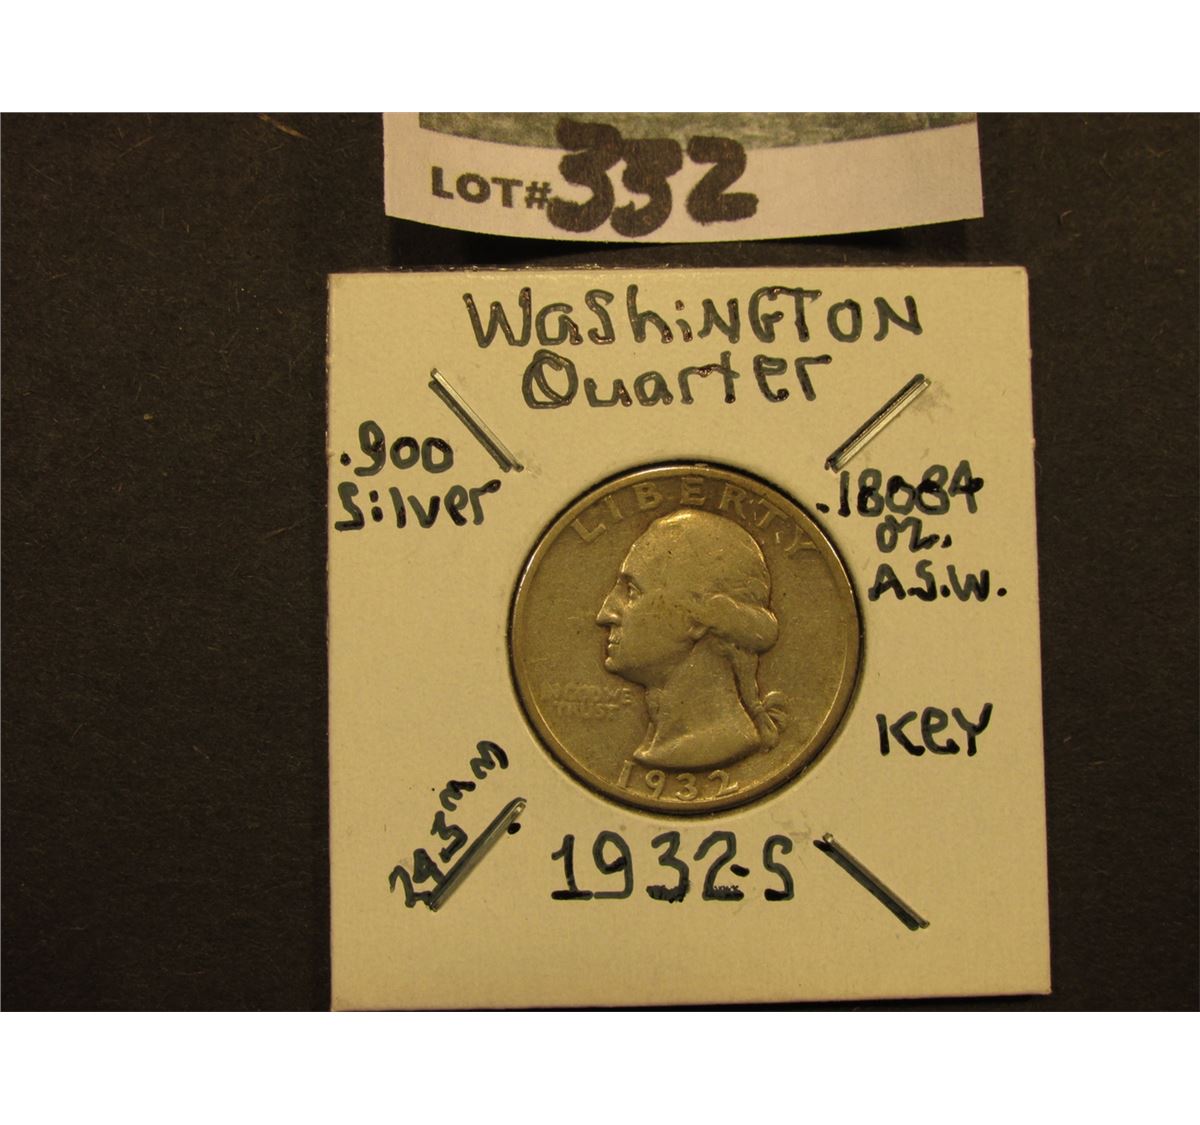 LOT# 332
WaShiNGTON
Quarter
.900
Silver
.18084
oz.
A.S.W.
LIBERTY
IN GOD WE
TRUST
1932
Key
24.3mm
1932-S